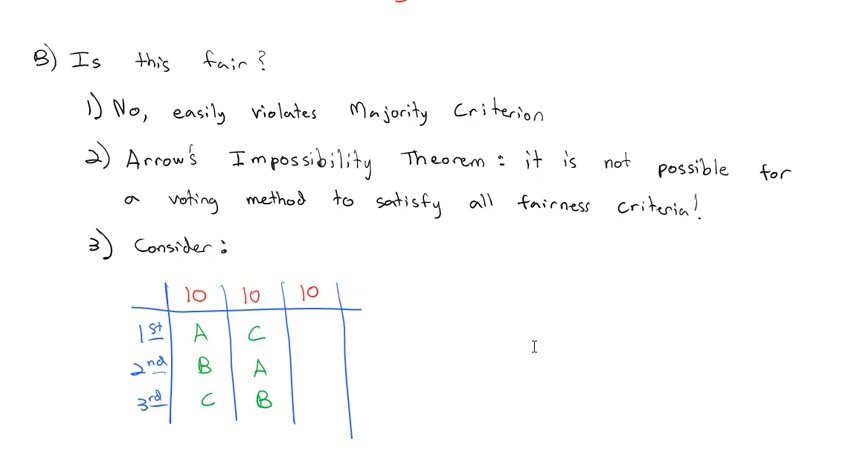 B) Is this fair?
1) No, easily violates Majority Criterion
2) Arrow's Impossibility Theorem: it is not possible for
a voting method to satisfy all fairness criteria!
3) Consider:
10 10 10
1st A C
2nd B A
3rd C B